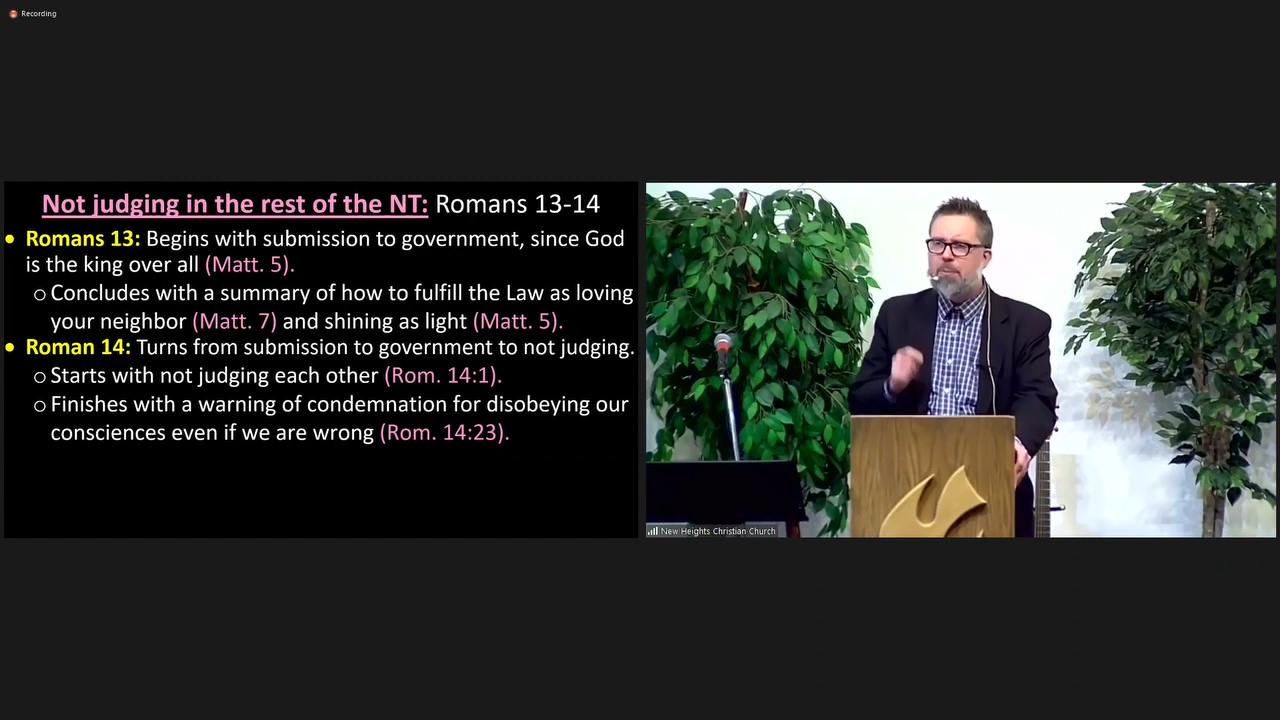 Recording
Not judging in the rest of the NT: Romans 13-14
• Romans 13: Begins with submission to government, since God
is the king over all (Matt. 5).
o Concludes with a summary of how to fulfill the Law as loving
your neighbor (Matt. 7) and shining as light (Matt. 5).
• Roman 14: Turns from submission to government to not judging.
o Starts with not judging each other (Rom. 14:1).
o Finishes with a warning of condemnation for disobeying our
consciences even if we are wrong (Rom. 14:23).
New Heights Christian Church